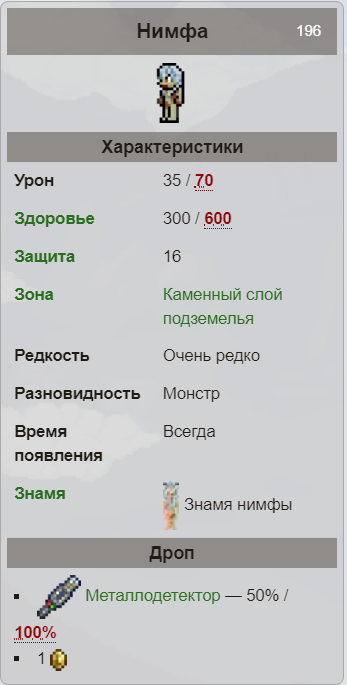 Нимфа 196
Характеристики
Урон 35 / 70
Здоровье 300 / 600
Защита 16
Зона Каменный слой
подземелья
Редкость Очень редко
Разновидность Монстр
Время Всегда
появления
Знамя Знамя нимфы
Дроп
Металлодетектор — 50% /
100%
1